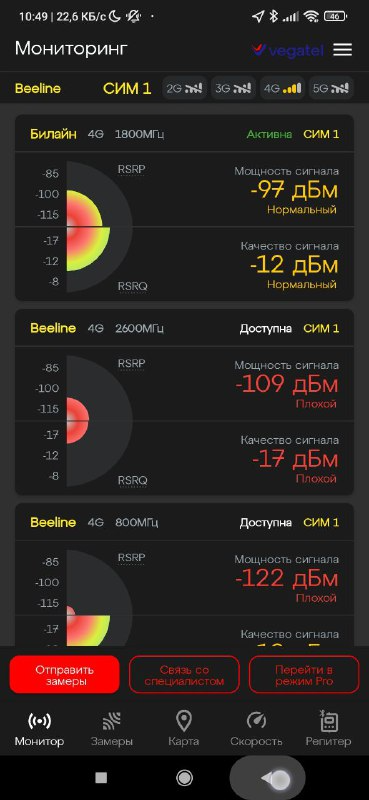 10:49 | 22,6 КБ/с
46
Мониторинг
vegatel
Beeline СИМ 1 2G 3G 4G 5G
Билайн 4G 1800МГц Активна СИМ 1
RSRP
-85
-100
-115
-17
-12
-8
RSRQ
Мощность сигнала
-97 дБм
Нормальный
Качество сигнала
-12 дБм
Нормальный
Beeline 4G 2600МГц Доступна СИМ 1
RSRP
-85
-100
-115
-17
-12
-8
RSRQ
Мощность сигнала
-109 дБм
Плохой
Качество сигнала
-17 дБм
Плохой
Beeline 4G 800МГц Доступна СИМ 1
RSRP
-85
-100
-115
-17
Мощность сигнала
-122 дБм
Плохой
Качество сигнала
Отправить
замеры
Связь со
специалистом
Перейти в
режим Pro
Монитор Замеры Карта Скорость Репитер